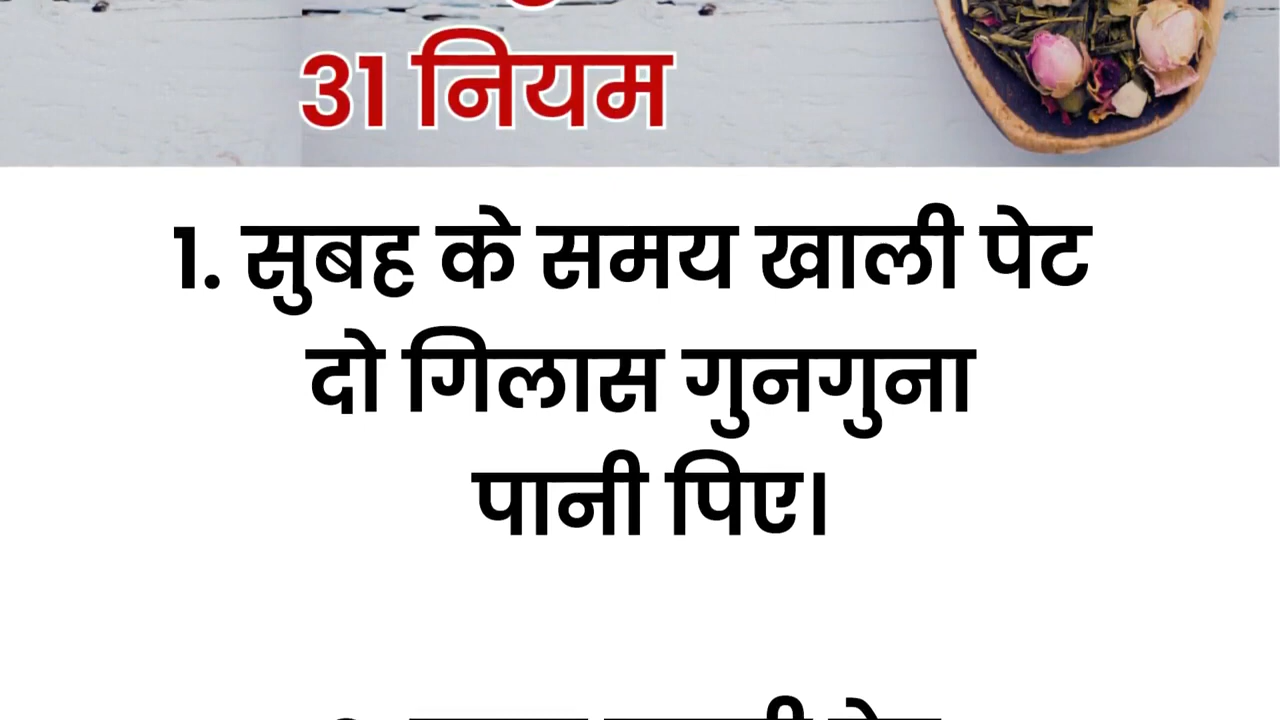 31 नियम
1. सुबह के समय खाली पेट
दो गिलास गुनगुना
पानी पिए।